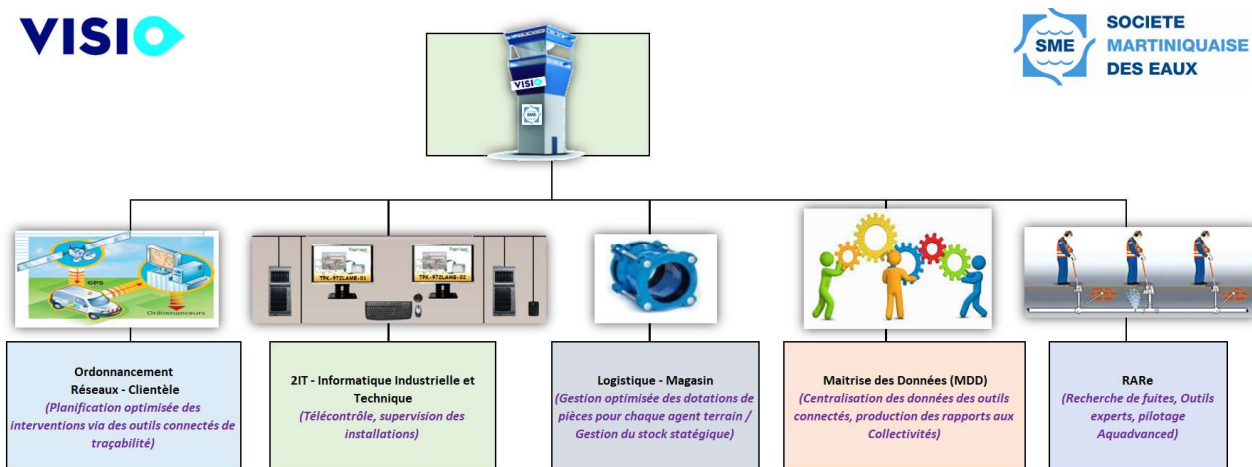 VISIO
SME
SOCIETE
MARTINIQUAISE
DES EAUX
VISIO
SME
GPS
Ordonnanceurs
TopKapi
TPK-972LAME-01
TopKapi
TPK-972LAME-02
Ordonnancement
Réseaux - Clientèle
(Planification optimisée des
interventions via des outils connectés de
traçabilité)
2IT - Informatique Industrielle et
Technique
(Télécontrôle, supervision des
installations)
Logistique - Magasin
(Gestion optimisée des dotations de
pièces pour chaque agent terrain /
Gestion du stock statégique)
Maitrise des Données (MDD)
(Centralisation des données des outils
connectés, production des rapports aux
Collectivités)
RARe
(Recherche de fuites, Outils
experts, pilotage
Aquadvanced)